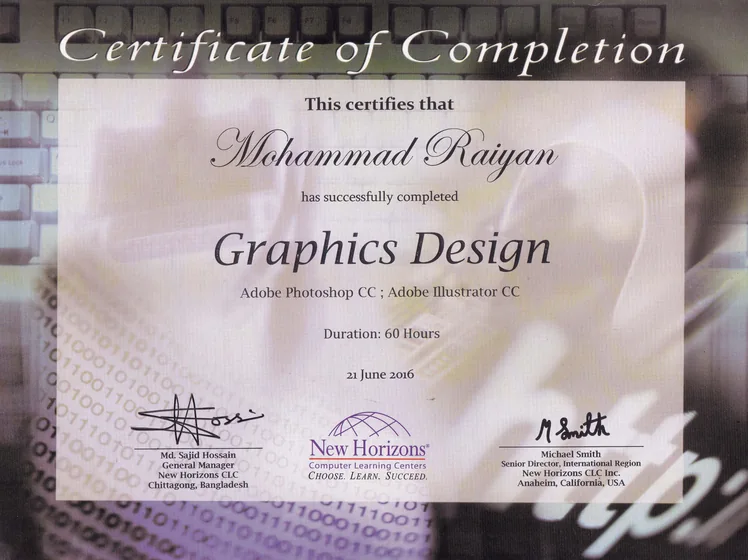 Certificate of Completion
This certifies that
Mohammad Raiyan
has successfully completed
Graphics Design
Adobe Photoshop CC ; Adobe Illustrator CC
Duration: 60 Hours
21 June 2016
Hossi
Md. Sajid Hossain
General Manager
New Horizons CLC
Chittagong, Bangladesh
New Horizons®
Computer Learning Centers
CHOOSE. LEARN. SUCCEED.
M Smith
Michael Smith
Senior Director, International Region
New Horizons CLC Inc.
Anaheim, California, USA
http:/